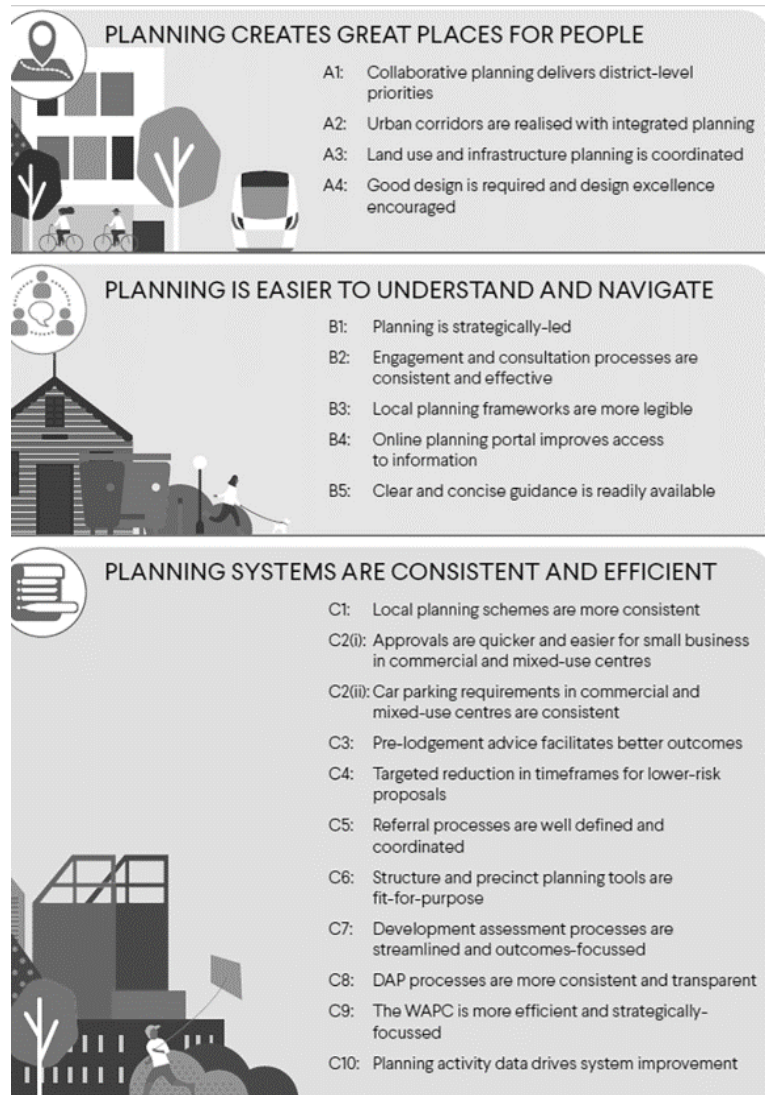 PLANNING CREATES GREAT PLACES FOR PEOPLE
A1: Collaborative planning delivers district-level
priorities
A2: Urban corridors are realised with integrated planning
A3: Land use and infrastructure planning is coordinated
A4: Good design is required and design excellence
encouraged
PLANNING IS EASIER TO UNDERSTAND AND NAVIGATE
B1: Planning is strategically-led
B2: Engagement and consultation processes are
consistent and effective
B3: Local planning frameworks are more legible
B4: Online planning portal improves access
to information
B5: Clear and concise guidance is readily available
PLANNING SYSTEMS ARE CONSISTENT AND EFFICIENT
C1: Local planning schemes are more consistent
C2(i): Approvals are quicker and easier for small business
in commercial and mixed-use centres
C2(ii): Car parking requirements in commercial and
mixed-use centres are consistent
C3: Pre-lodgement advice facilitates better outcomes
C4: Targeted reduction in timeframes for lower-risk
proposals
C5: Referral processes are well defined and
coordinated
C6: Structure and precinct planning tools are
fit-for-purpose
C7: Development assessment processes are
streamlined and outcomes-focussed
C8: DAP processes are more consistent and transparent
C9: The WAPC is more efficient and strategically-
focussed
C10: Planning activity data drives system improvement